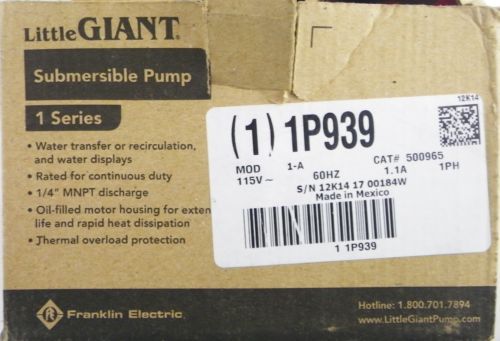 Little GIANT®
Submersible Pump
1 Series
• Water transfer or recirculation,
and water displays
• Rated for continuous duty
• 1/4" MNPT discharge
• Oil-filled motor housing for exten
life and rapid heat dissipation
• Thermal overload protection
Franklin Electric
12K14
(1) 1P939
MOD 1-A CAT# 500965
115V~ 60HZ 1.1A 1PH
S/N 12K14 17 00184W
Made in Mexico
1 1P939
Hotline: 1.800.701.7894
www.LittleGiantPump.com